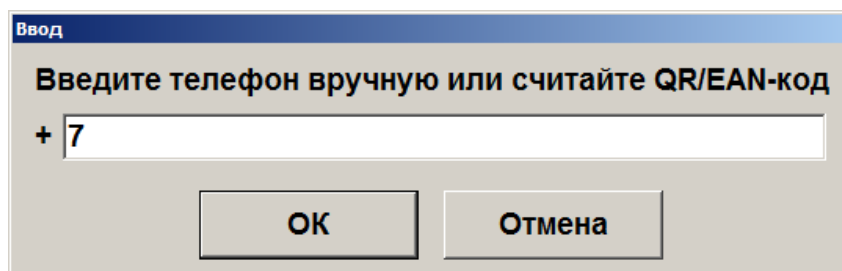 Ввод
Введите телефон вручную или считайте QR/EAN-код
+ 7
ОК Отмена